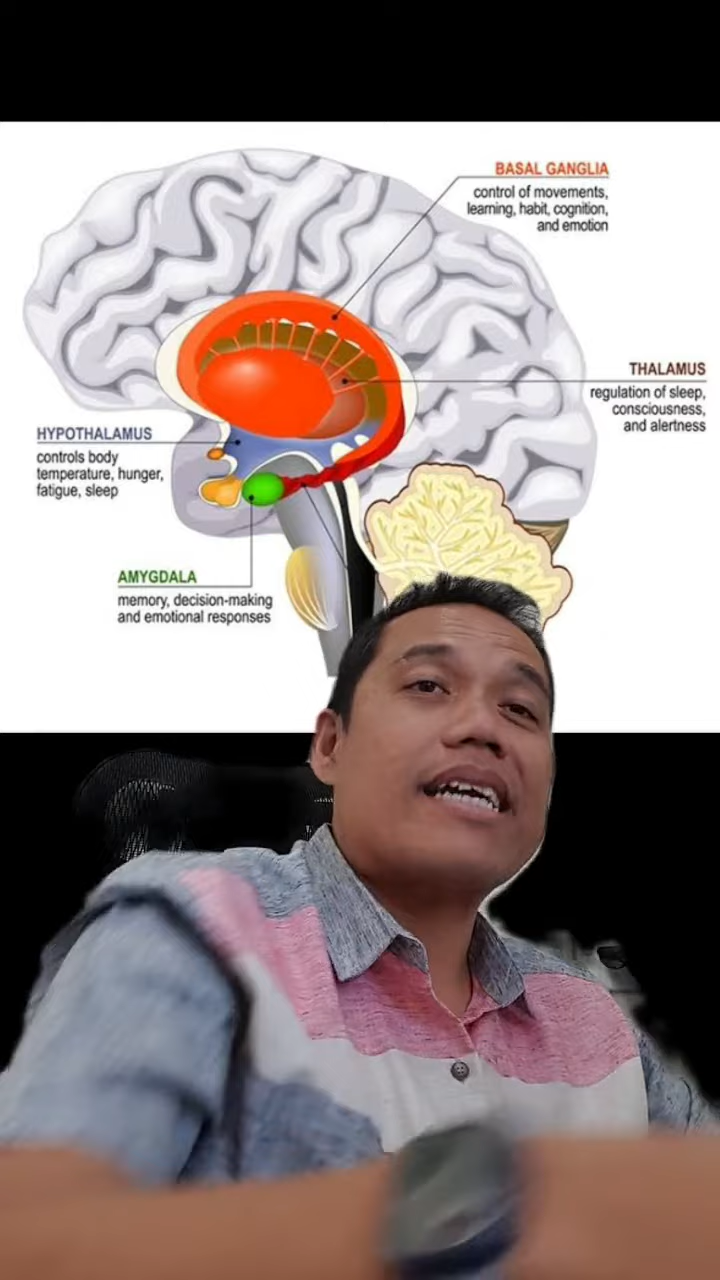 BASAL GANGLIA
control of movements,
learning, habit, cognition,
and emotion
THALAMUS
regulation of sleep,
consciousness,
and alertness
HYPOTHALAMUS
controls body
temperature, hunger,
fatigue, sleep
AMYGDALA
memory, decision-making
and emotional responses